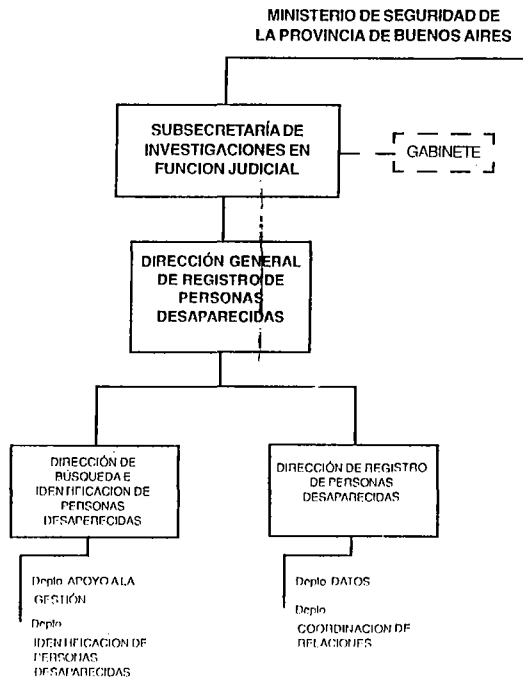 MINISTERIO DE SEGURIDAD DE
LA PROVINCIA DE BUENOS AIRES
SUBSECRETARÍA DE
INVESTIGACIONES EN
FUNCION JUDICIAL
GABINETE
DIRECCIÓN GENERAL
DE REGISTRO DE
PERSONAS
DESAPARECIDAS
DIRECCIÓN DE
BÚSQUEDA E
IDENTIFICACION DE
PERSONAS
DESAPERECIDAS
DIRECCIÓN DE REGISTRO
DE PERSONAS
DESAPARECIDAS
Depto APOYO A LA
GESTIÓN
Depto
IDENTIFICACION DE
PERSONAS
DESAPARECIDAS
Depto DATOS
Depto
COORDINACION DE
RELACIONES